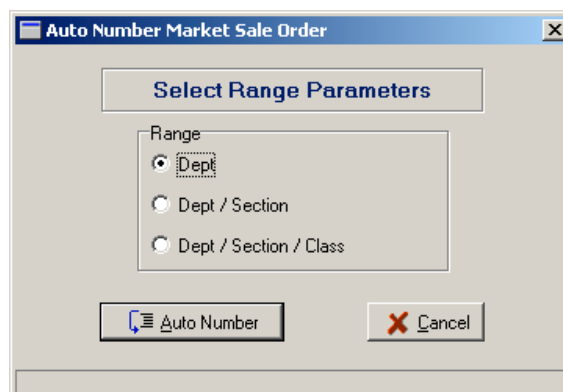 Auto Number Market Sale Order
Select Range Parameters
Range
Dept
Dept / Section
Dept / Section / Class
Auto Number
Cancel